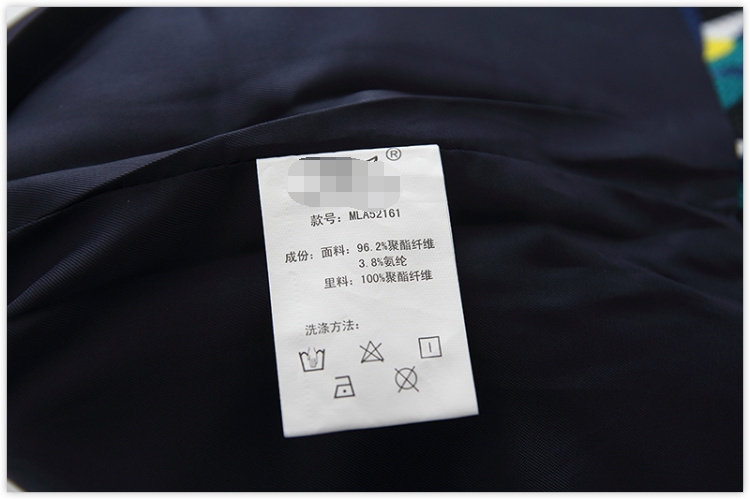 ®
款号：MLA52161
成份：面料：96.2%聚酯纤维
3.8%氨纶
里料：100%聚酯纤维
洗涤方法：